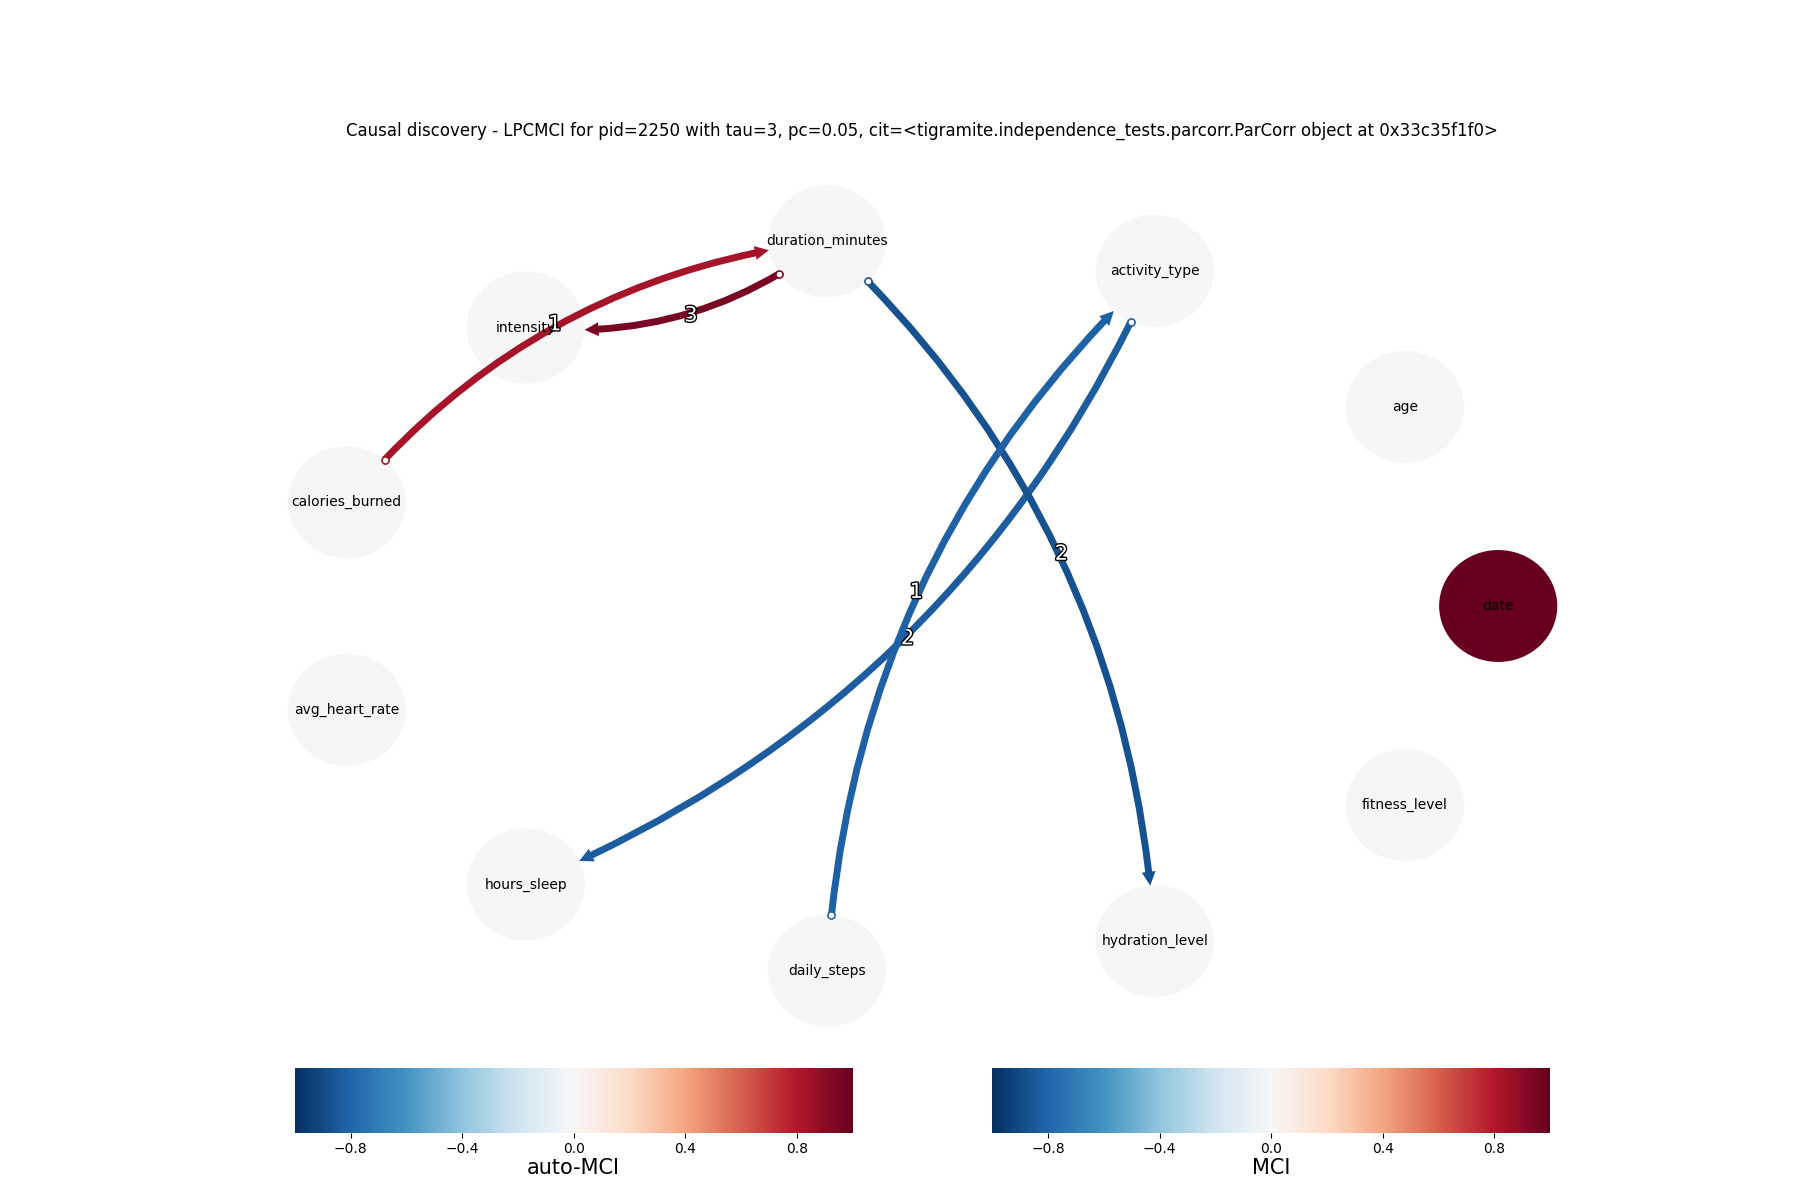 Causal discovery - LPCMCI for pid=2250 with tau=3, pc=0.05, cit=<tigramite.independence_tests.parcorr.ParCorr object at 0x33c35f1f0>
duration_minutes
activity_type
intensity
1
3
age
calories_burned
2
1
date
2
avg_heart_rate
fitness_level
hours_sleep
hydration_level
daily_steps
−0.8 −0.4 0.0 0.4 0.8
auto-MCI
−0.8 −0.4 0.0 0.4 0.8
MCI